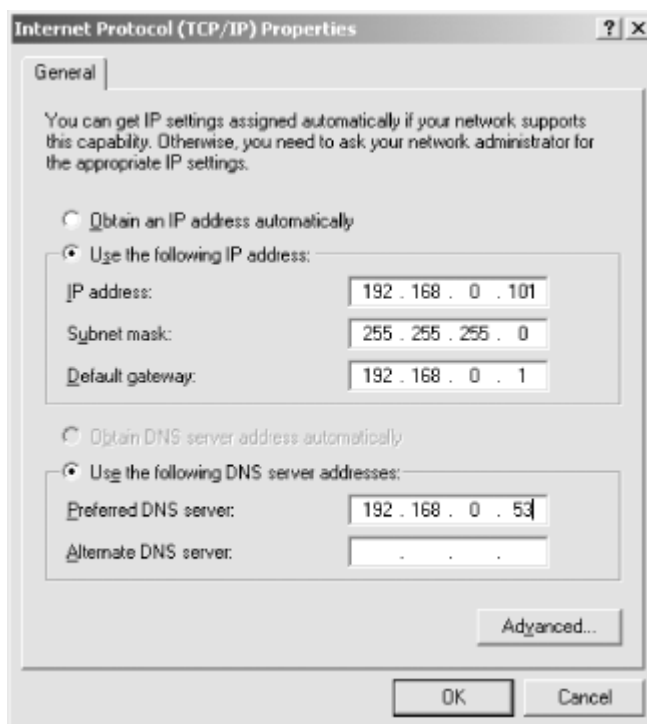 Internet Protocol (TCP/IP) Properties
General
You can get IP settings assigned automatically if your network supports
this capability. Otherwise, you need to ask your network administrator for
the appropriate IP settings.
Obtain an IP address automatically
Use the following IP address:
IP address: 192 . 168 . 0 . 101
Subnet mask: 255 . 255 . 255 . 0
Default gateway: 192 . 168 . 0 . 1
Obtain DNS server address automatically
Use the following DNS server addresses:
Preferred DNS server: 192 . 168 . 0 . 53
Alternate DNS server: . . .
Advanced...
OK Cancel